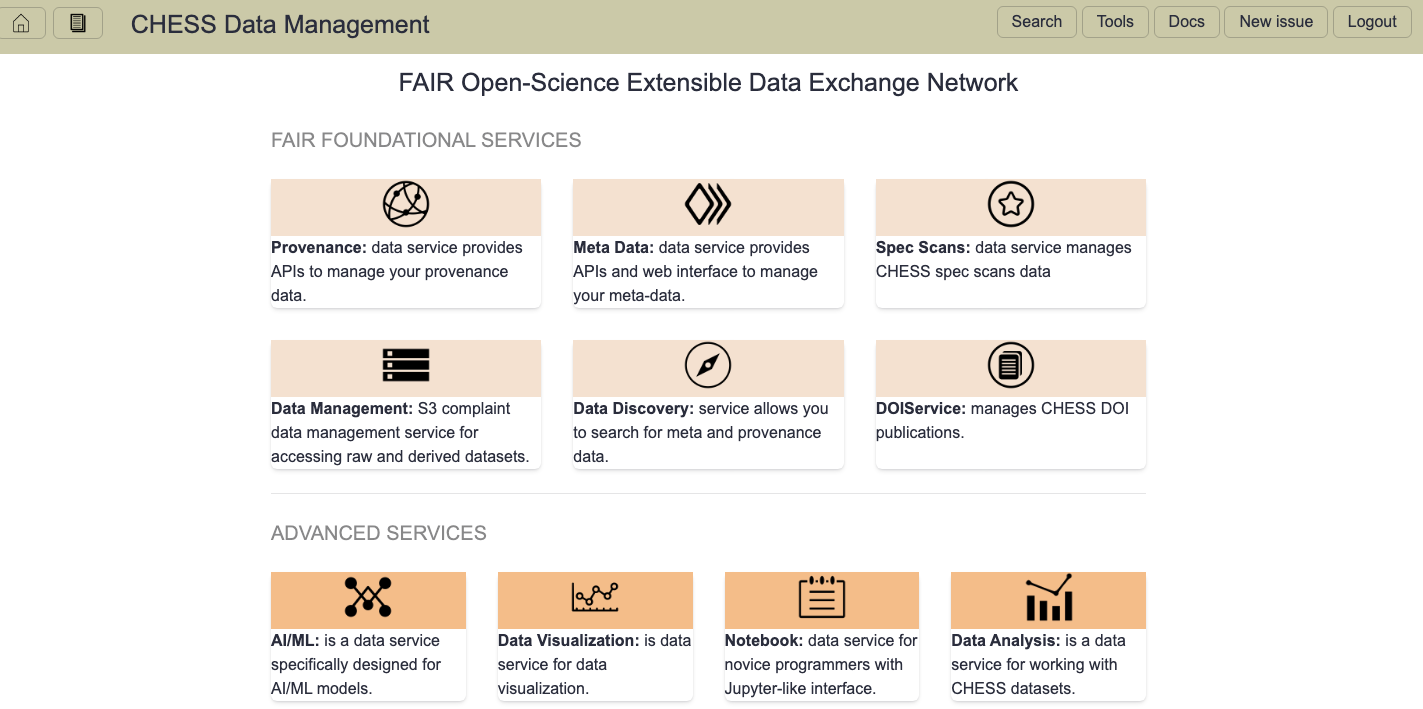 CHESS Data Management
Search
Tools
Docs
New issue
Logout
FAIR Open-Science Extensible Data Exchange Network
FAIR FOUNDATIONAL SERVICES
Provenance: data service provides
APIs to manage your provenance
data.
Meta Data: data service provides
APIs and web interface to manage
your meta-data.
Spec Scans: data service manages
CHESS spec scans data
Data Management: S3 complaint
data management service for
accessing raw and derived datasets.
Data Discovery: service allows you
to search for meta and provenance
data.
DOIService: manages CHESS DOI
publications.
ADVANCED SERVICES
AI/ML: is a data service
specifically designed for
AI/ML models.
Data Visualization: is data
service for data
visualization.
Notebook: data service for
novice programmers with
Jupyter-like interface.
Data Analysis: is a data
service for working with
CHESS datasets.